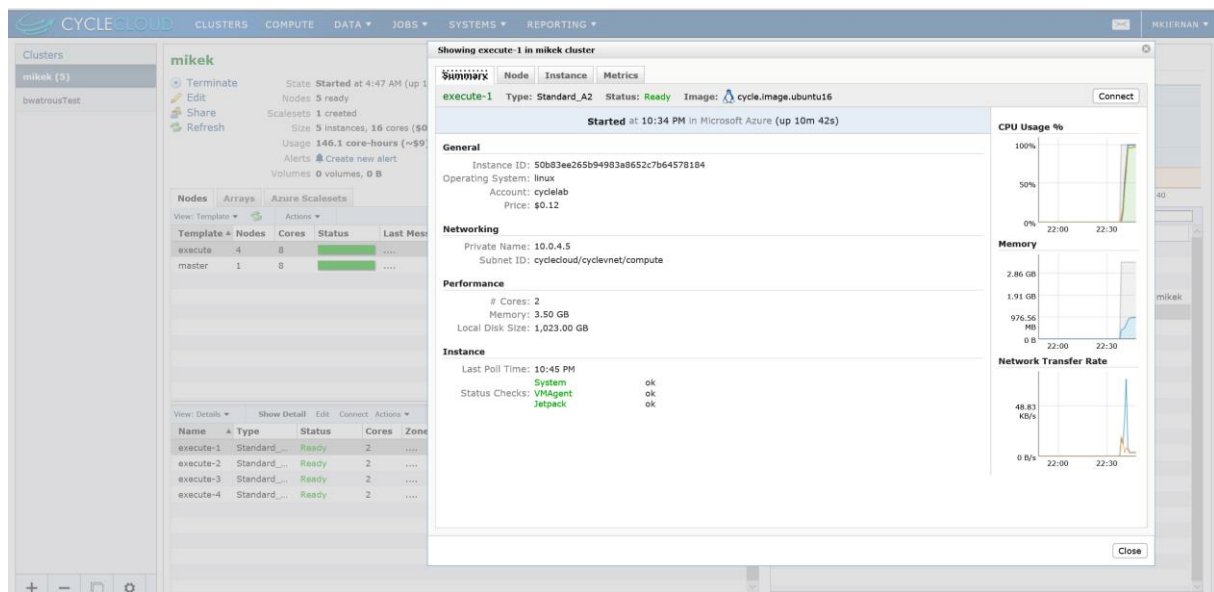 CYCLECLOUD CLUSTERS COMPUTE DATA JOBS SYSTEMS REPORTING MKIERNAN
Clusters
mikek (5)
bwatrousTest
mikek
Terminate
Edit
Share
Refresh
State Started at 4:47 AM (up 1
Nodes 5 ready
Scalesets 1 created
Size 5 instances, 16 cores ($0
Usage 146.1 core-hours (~$9
Alerts Create new alert
Volumes 0 volumes, 0 B
Nodes Arrays Azure Scalesets
View: Template Actions
Template Nodes Cores Status Last Mess
execute 4 8 ....
master 1 8 ....
View: Details Show Detail Edit Connect Actions
Name Type Status Cores Zone
execute-1 Standard_... Ready 2 ....
execute-2 Standard_... Ready 2 ....
execute-3 Standard_... Ready 2 ....
execute-4 Standard_... Ready 2 ....
Showing execute-1 in mikek cluster
Summary Node Instance Metrics
execute-1 Type: Standard_A2 Status: Ready Image: cycle.image.ubuntu16 Connect
Started at 10:34 PM in Microsoft Azure (up 10m 42s)
General
Instance ID: 50b83ee265b94983a8652c7b64578184
Operating System: linux
Account: cyclelab
Price: $0.12
Networking
Private Name: 10.0.4.5
Subnet ID: cyclecloud/cyclevnet/compute
Performance
# Cores: 2
Memory: 3.50 GB
Local Disk Size: 1,023.00 GB
Instance
Last Poll Time: 10:45 PM
Status Checks:
System ok
VMAgent ok
Jetpack ok
CPU Usage %
100%
50%
0%
22:00 22:30
Memory
2.86 GB
1.91 GB
976.56
MB
0 B
22:00 22:30
Network Transfer Rate
48.83
KB/s
0 B/s
22:00 22:30
Close
:40
mikek